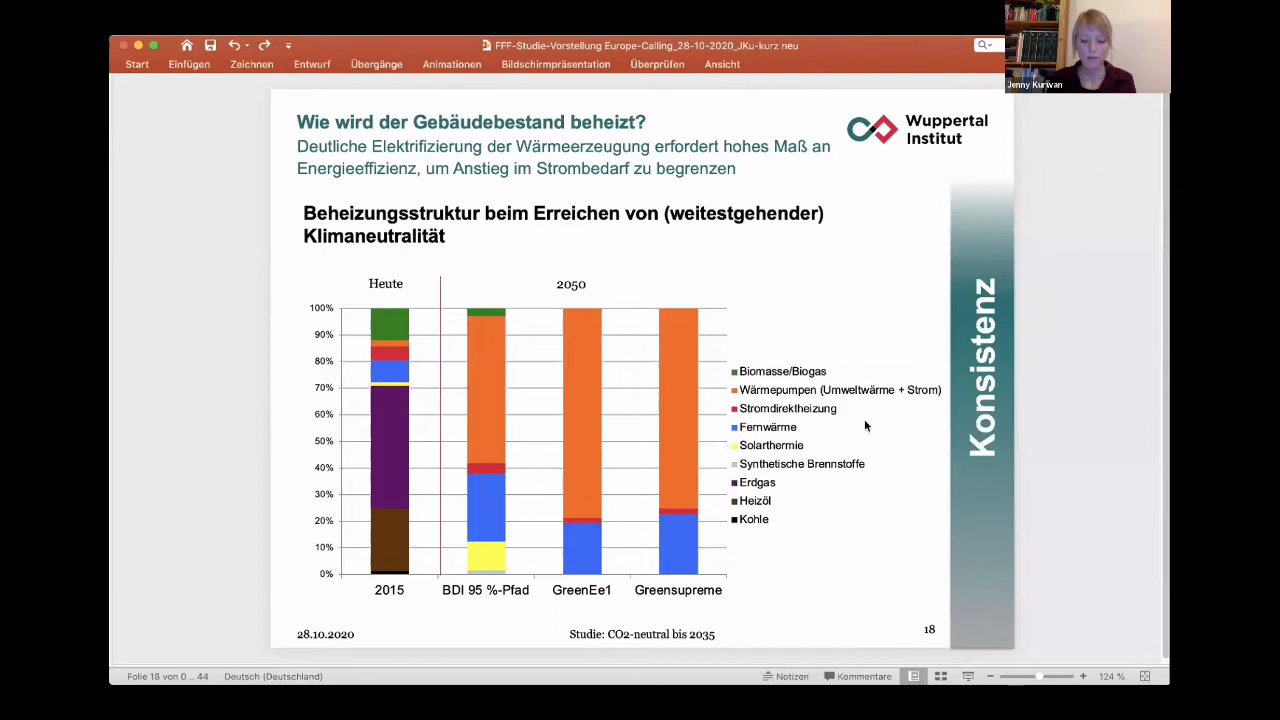 FFF-Studie-Vorstellung Europe-Calling_28-10-2020_JKu-kurz neu
Start Einfügen Zeichnen Entwurf Übergänge Animationen Bildschirmpräsentation Überprüfen Ansicht
Jenny Kurwan
Wie wird der Gebäudebestand beheizt?
Deutliche Elektrifizierung der Wärmeerzeugung erfordert hohes Maß an
Energieeffizienz, um Anstieg im Strombedarf zu begrenzen
Wuppertal
Institut
Beheizungsstruktur beim Erreichen von (weitestgehender)
Klimaneutralität
Konsistenz
Heute 2050
100%
90%
80%
70%
60%
50%
40%
30%
20%
10%
0%
2015 BDI 95 %-Pfad GreenEe1 Greensupreme
Biomasse/Biogas
Wärmepumpen (Umweltwärme + Strom)
Stromdirektheizung
Fernwärme
Solarthermie
Synthetische Brennstoffe
Erdgas
Heizöl
Kohle
28.10.2020 Studie: CO2-neutral bis 2035 18
Folie 18 von 0 .. 44 Deutsch (Deutschland) Notizen Kommentare 124 %